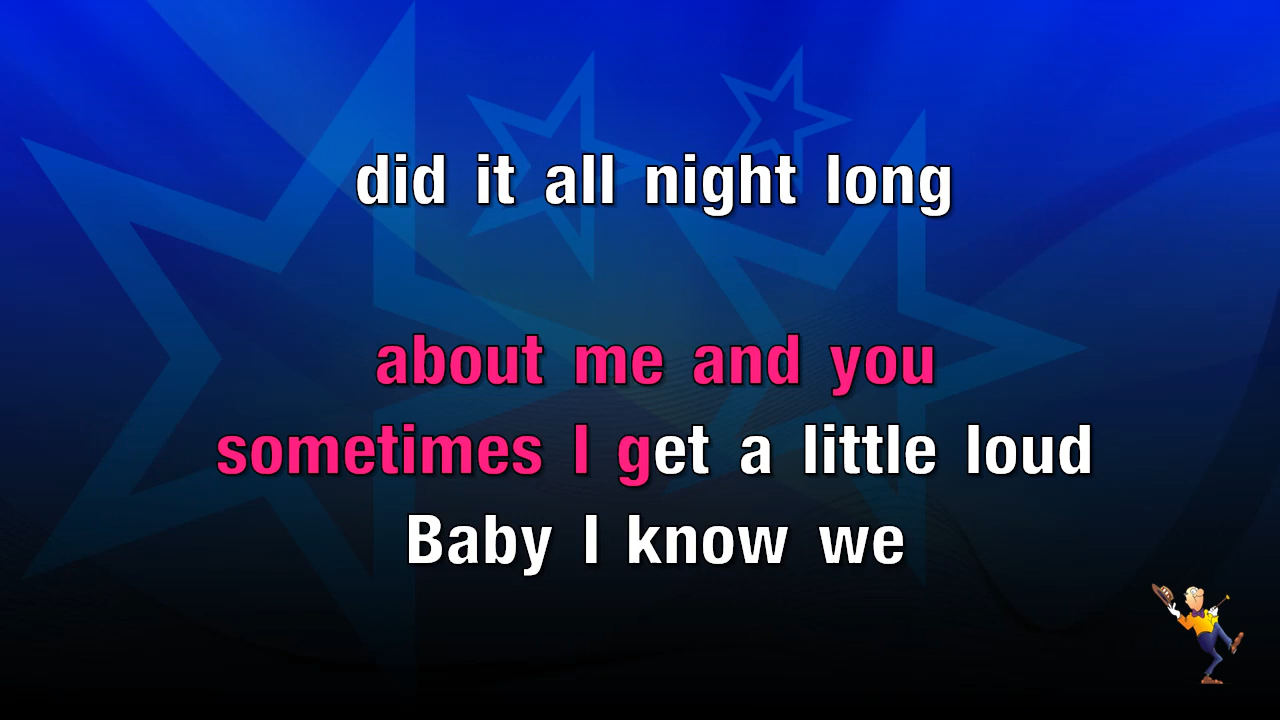 did it all night long
about me and you
sometimes I get a little loud
Baby I know we